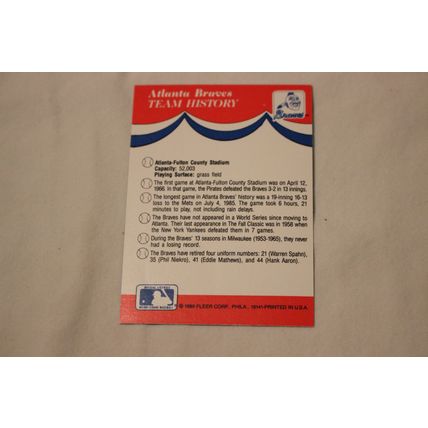 Atlanta Braves
TEAM HISTORY
Braves
Atlanta-Fulton County Stadium
Capacity: 52,003
Playing Surface: grass field
The first game at Atlanta-Fulton County Stadium was on April 12,
1966. In that game, the Pirates defeated the Braves 3-2 in 13 innings.
The longest game in Atlanta Braves' history was a 19-inning 16-13
loss to the Mets on July 4, 1985. The game took 6 hours, 21
minutes to play, not including rain delays.
The Braves have not appeared in a World Series since moving to
Atlanta. Their last appearance in The Fall Classic was in 1958 when
the New York Yankees defeated them in 7 games.
During the Braves' 13 seasons in Milwaukee (1953-1965), they never
had a losing record.
The Braves have retired four uniform numbers: 21 (Warren Spahn),
35 (Phil Niekro), 41 (Eddie Mathews), and 44 (Hank Aaron).
© FLEER CORP., PHILA., PRINTED IN U.S.A.